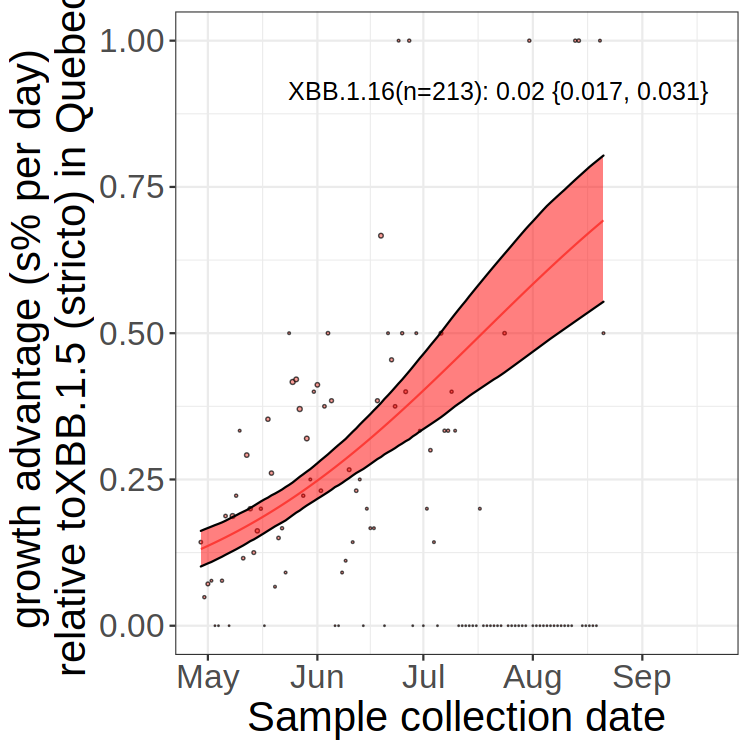 growth advantage (s% per day)
relative toXBB.1.5 (stricto) in Quebec
1.00
0.75
0.50
0.25
0.00
XBB.1.16(n=213): 0.02 {0.017, 0.031}
May Jun Jul Aug Sep
Sample collection date